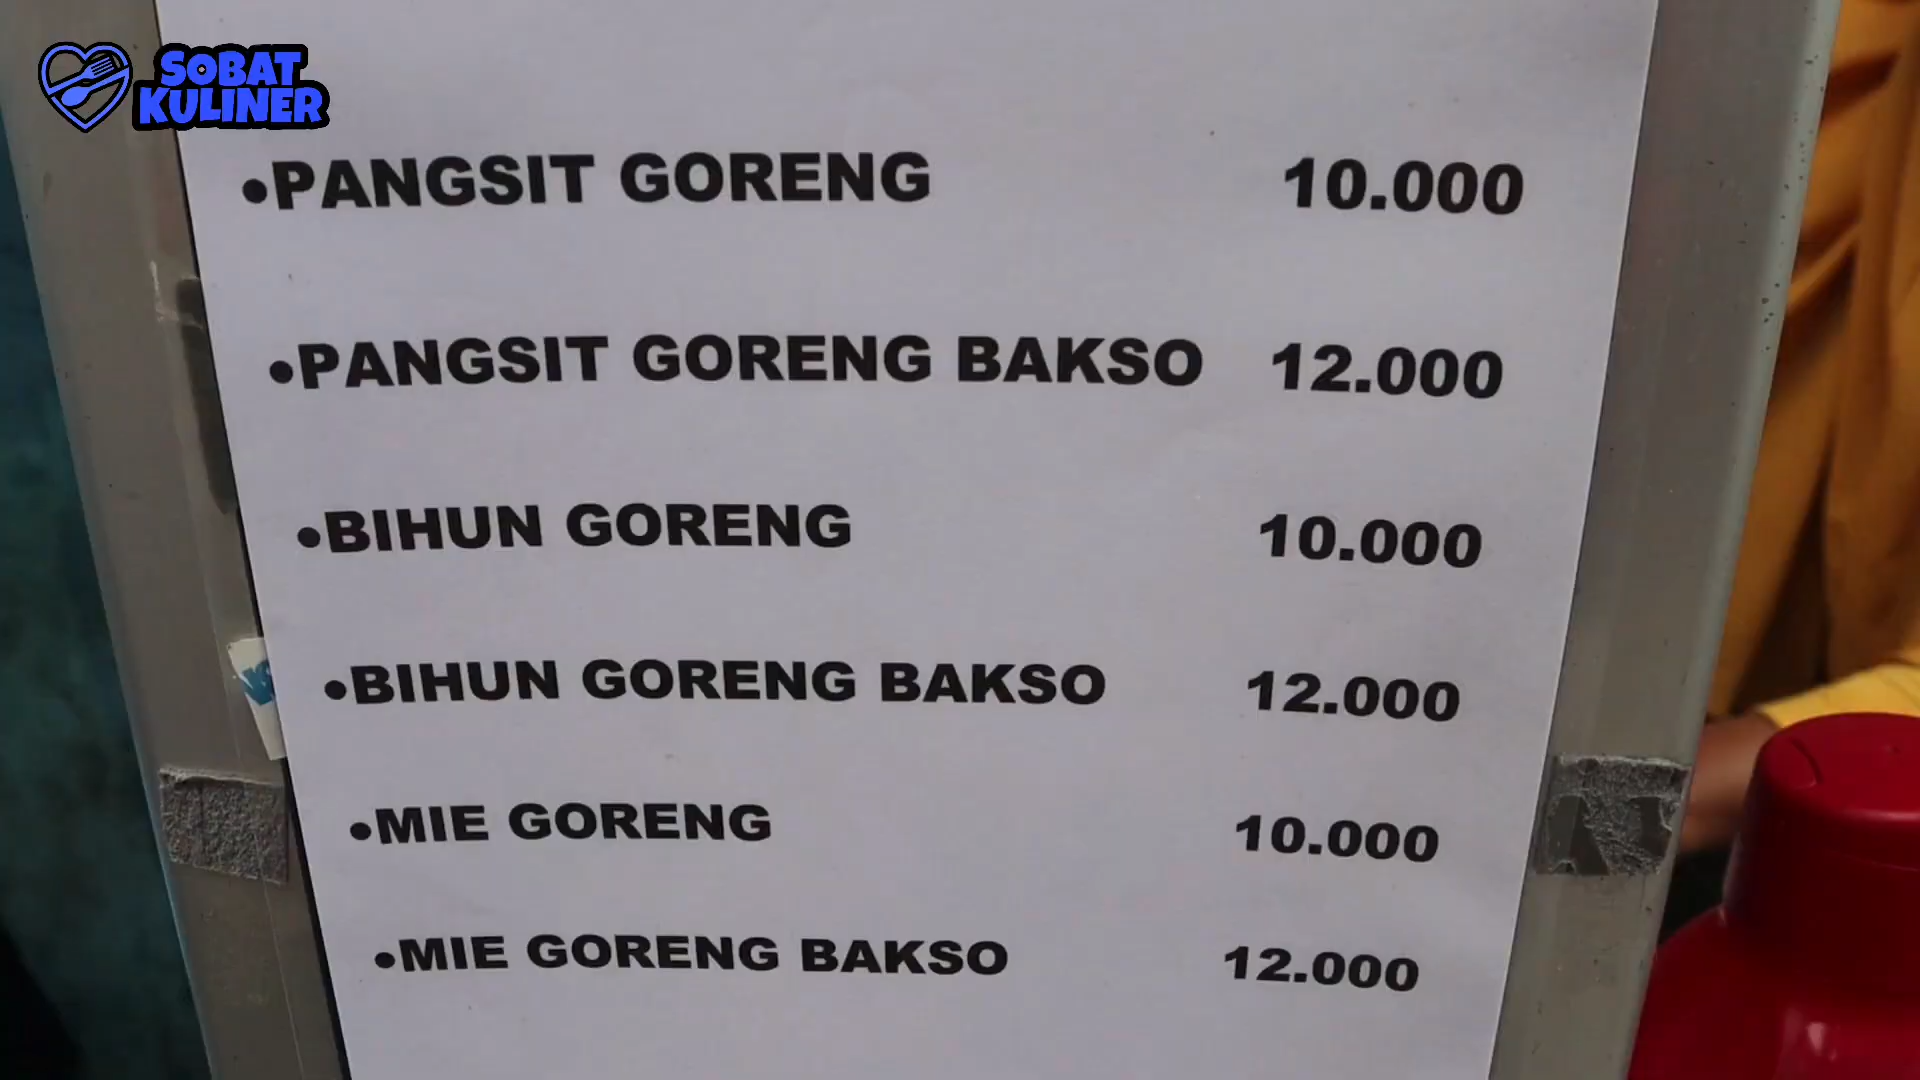 SOBAT
KULINER
•PANGSIT GORENG 10.000
•PANGSIT GORENG BAKSO 12.000
•BIHUN GORENG 10.000
•BIHUN GORENG BAKSO 12.000
•MIE GORENG 10.000
•MIE GORENG BAKSO 12.000